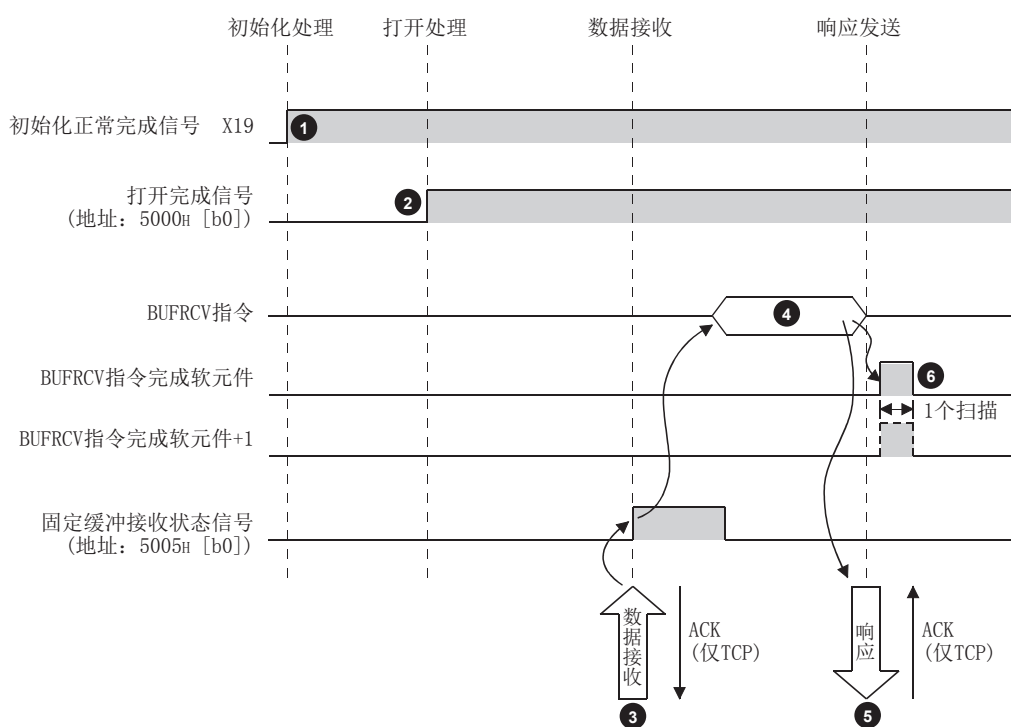 初始化处理 打开处理 数据接收 响应发送
初始化正常完成信号 X19
1
打开完成信号
(地址：5000H [b0])
2
BUFRCV指令
4
BUFRCV指令完成软元件
6
1个扫描
BUFRCV指令完成软元件+1
固定缓冲接收状态信号
(地址：5005H [b0])
数据接收
ACK
(仅TCP)
响应
ACK
(仅TCP)
3
5